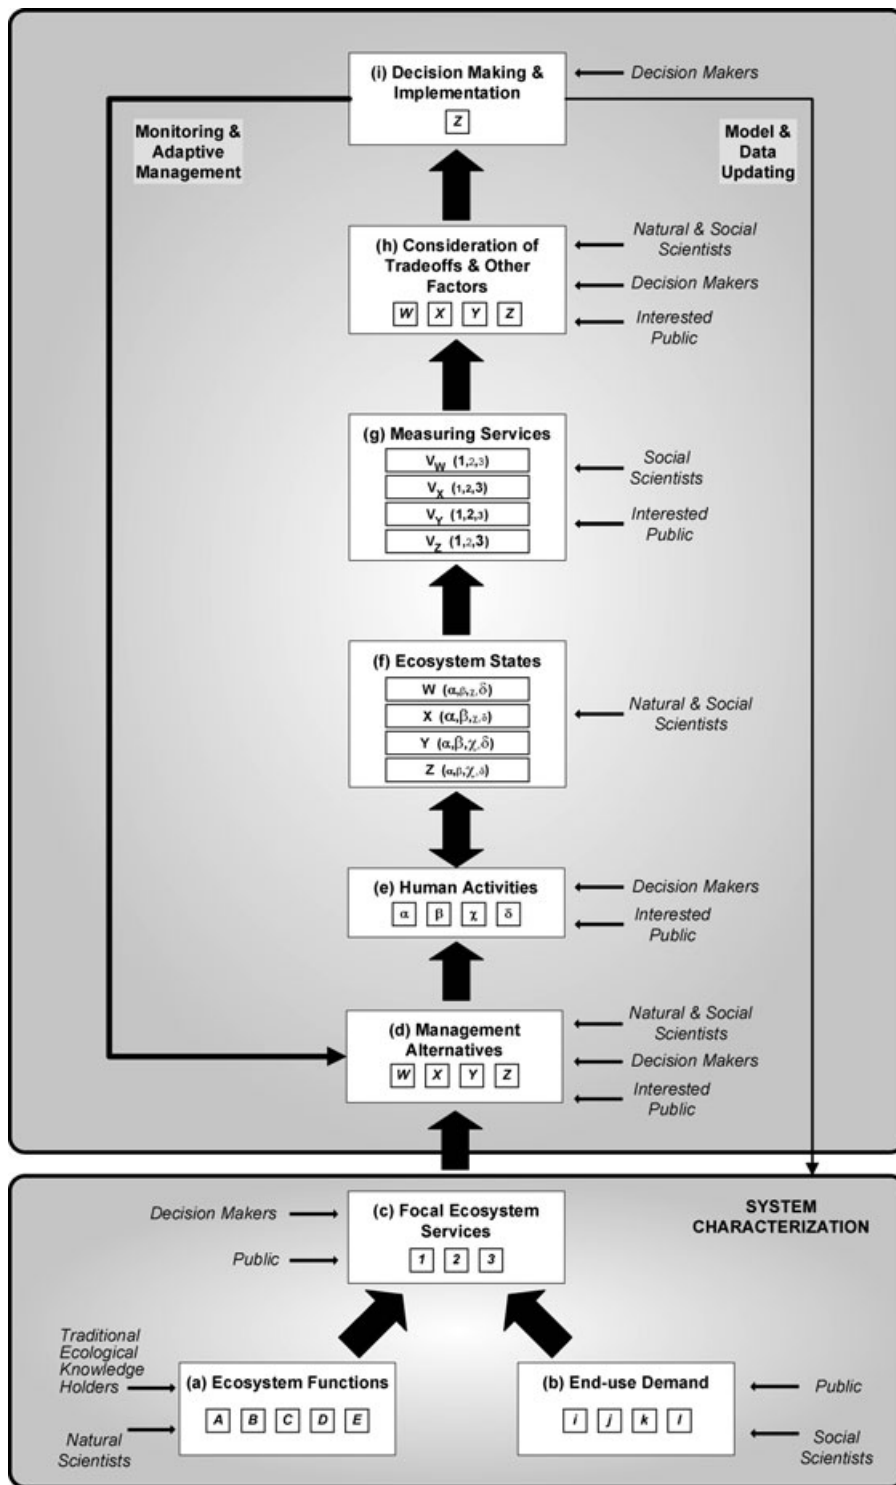 (i) Decision Making &
Implementation
Z
Decision Makers
Monitoring &
Adaptive
Management
Model &
Data
Updating
(h) Consideration of
Tradeoffs & Other
Factors
W X Y Z
Natural & Social
Scientists
Decision Makers
Interested
Public
(g) Measuring Services
V_W (1,2,3)
V_X (1,2,3)
V_Y (1,2,3)
V_Z (1,2,3)
Social
Scientists
Interested
Public
(f) Ecosystem States
W (α,β,χ,δ)
X (α,β,χ,δ)
Y (α,β,χ,δ)
Z (α,β,χ,δ)
Natural & Social
Scientists
(e) Human Activities
α β χ δ
Decision Makers
Interested
Public
(d) Management
Alternatives
W X Y Z
Natural & Social
Scientists
Decision Makers
Interested
Public
SYSTEM
CHARACTERIZATION
(c) Focal Ecosystem
Services
1 2 3
Decision Makers
Public
Traditional
Ecological
Knowledge
Holders
Natural
Scientists
(a) Ecosystem Functions
A B C D E
(b) End-use Demand
i j k l
Public
Social
Scientists